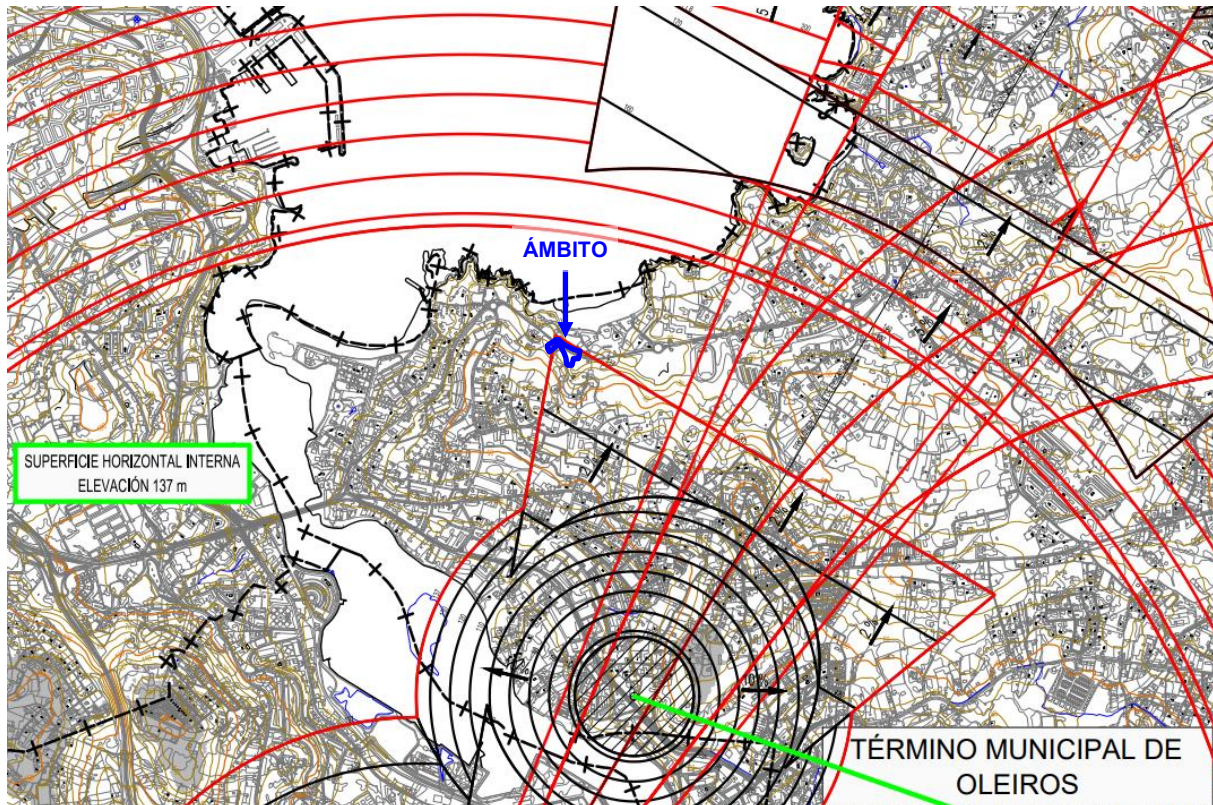 ÁMBITO
SUPERFICIE HORIZONTAL INTERNA
ELEVACIÓN 137 m
TÉRMINO MUNICIPAL DE
OLEIROS